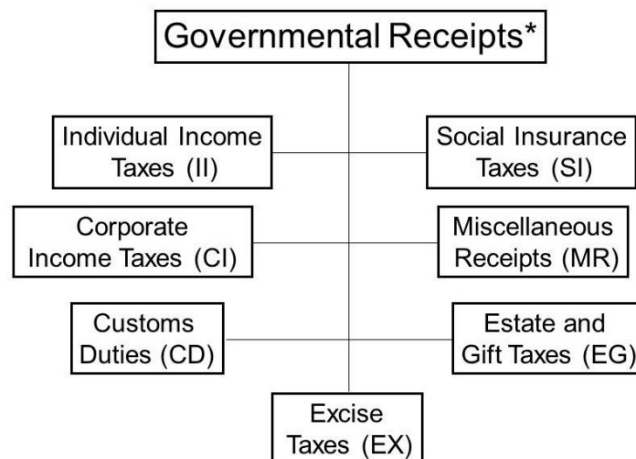 Governmental Receipts*
Individual Income
Taxes (II)
Social Insurance
Taxes (SI)
Corporate
Income Taxes (CI)
Miscellaneous
Receipts (MR)
Customs
Duties (CD)
Estate and
Gift Taxes (EG)
Excise
Taxes (EX)